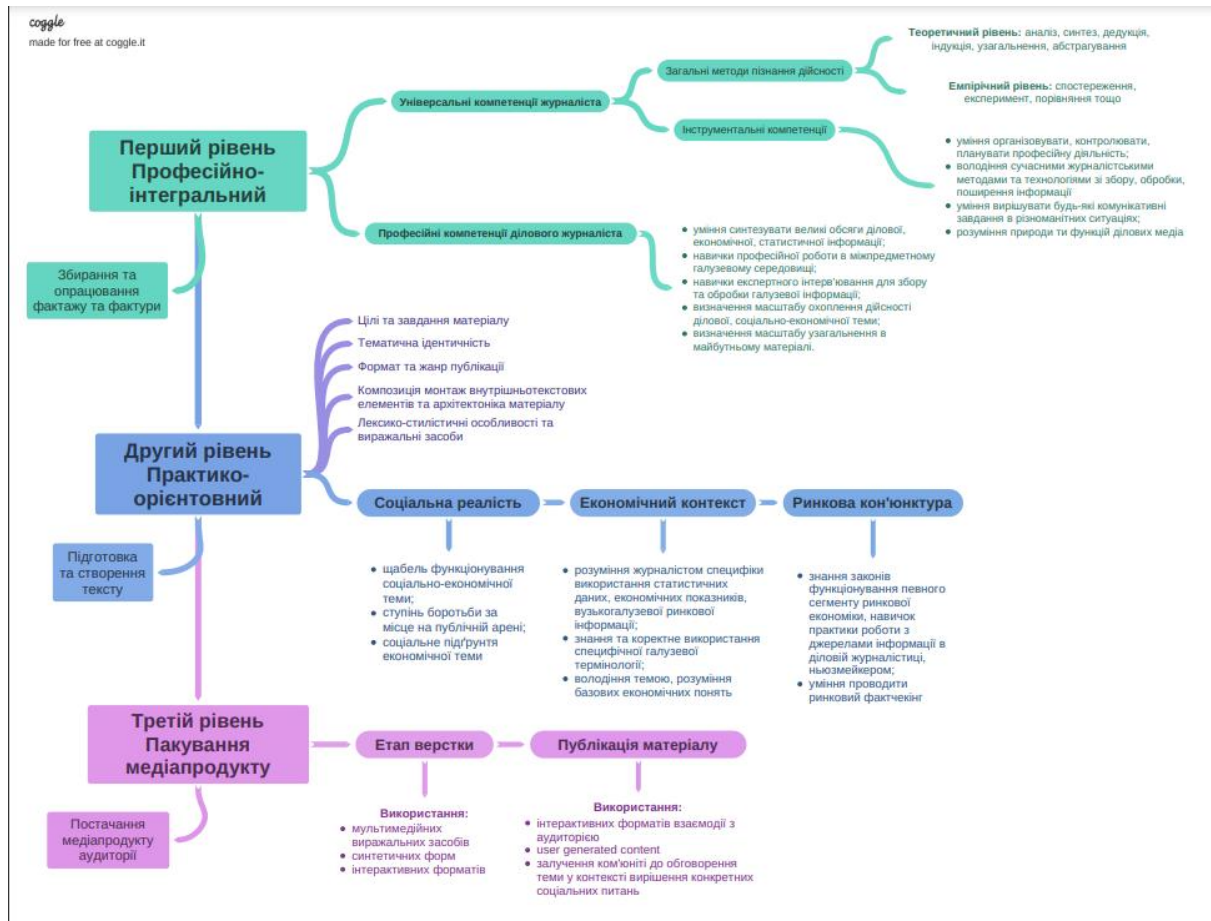 coggle
made for free at coggle.it
Теоретичний рівень: аналіз, синтез, дедукція,
індукція, узагальнення, абстрагування
Загальні методи пізнання дійсності
Емпірічний рівень: спостереження,
експеримент, порівняння тощо
Універсальні компетенції журналіста
Інструментальні компетенції
• уміння організовувати, контролювати,
планувати професійну діяльність;
• володіння сучасними журналістськими
методами та технологіями зі збору, обробки,
поширення інформації
• уміння вирішувати будь-які комунікативні
завдання в різноманітних ситуаціях;
• розуміння природи ти функцій ділових медіа
Перший рівень
Професійно-
інтегральний
Професійні компетенції ділового журналіста
• уміння синтезувати великі обсяги ділової,
економічної, статистичної інформації;
• навички професійної роботи в міжпредметному
галузевому середовищі;
• навички експертного інтерв'ювання для збору
та обробки галузевої інформації;
• визначення масштабу охоплення дійсності
ділової, соціально-економічної теми;
• визначення масштабу узагальнення в
майбутньому матеріалі.
Збирання та
опрацювання
фактажу та фактури
Цілі та завдання матеріалу
Тематична ідентичність
Формат та жанр публікації
Композиція монтаж внутрішньотекстових
елементів та архітектоніка матеріалу
Лексико-стилістичні особливості та
виражальні засоби
Другий рівень
Практико-
орієнтовний
Соціальна реальність
Економічний контекст
Ринкова кон'юнктура
Підготовка
та створення
тексту
• щабель функціонування
соціально-економічної
теми;
• ступінь боротьби за
місце на публічній арені;
• соціальне підґрунтя
економічної теми
• розуміння журналістом специфіки
використання статистичних
даних, економічних показників,
вузькогалузевої ринкової
інформації;
• знання та коректне використання
специфічної галузевої
термінології;
• володіння темою, розуміння
базових економічних понять
• знання законів
функціонування певного
сегменту ринкової
економіки, навичок
практики роботи з
джерелами інформації в
діловій журналістиці,
ньюзмейкером;
• уміння проводити
ринковий фактчекінг
Третій рівень
Пакування
медіапродукту
Етап верстки
Публікація матеріалу
Постачання
медіапродукту
аудиторії
Використання:
• мультимедійних
виражальних засобів
• синтетичних форм
• інтерактивних форматів
Використання:
• інтерактивних форматів взаємодії з
аудиторією
• user generated content
• залучення ком'юніті до обговорення
теми у контексті вирішення конкретних
соціальних питань